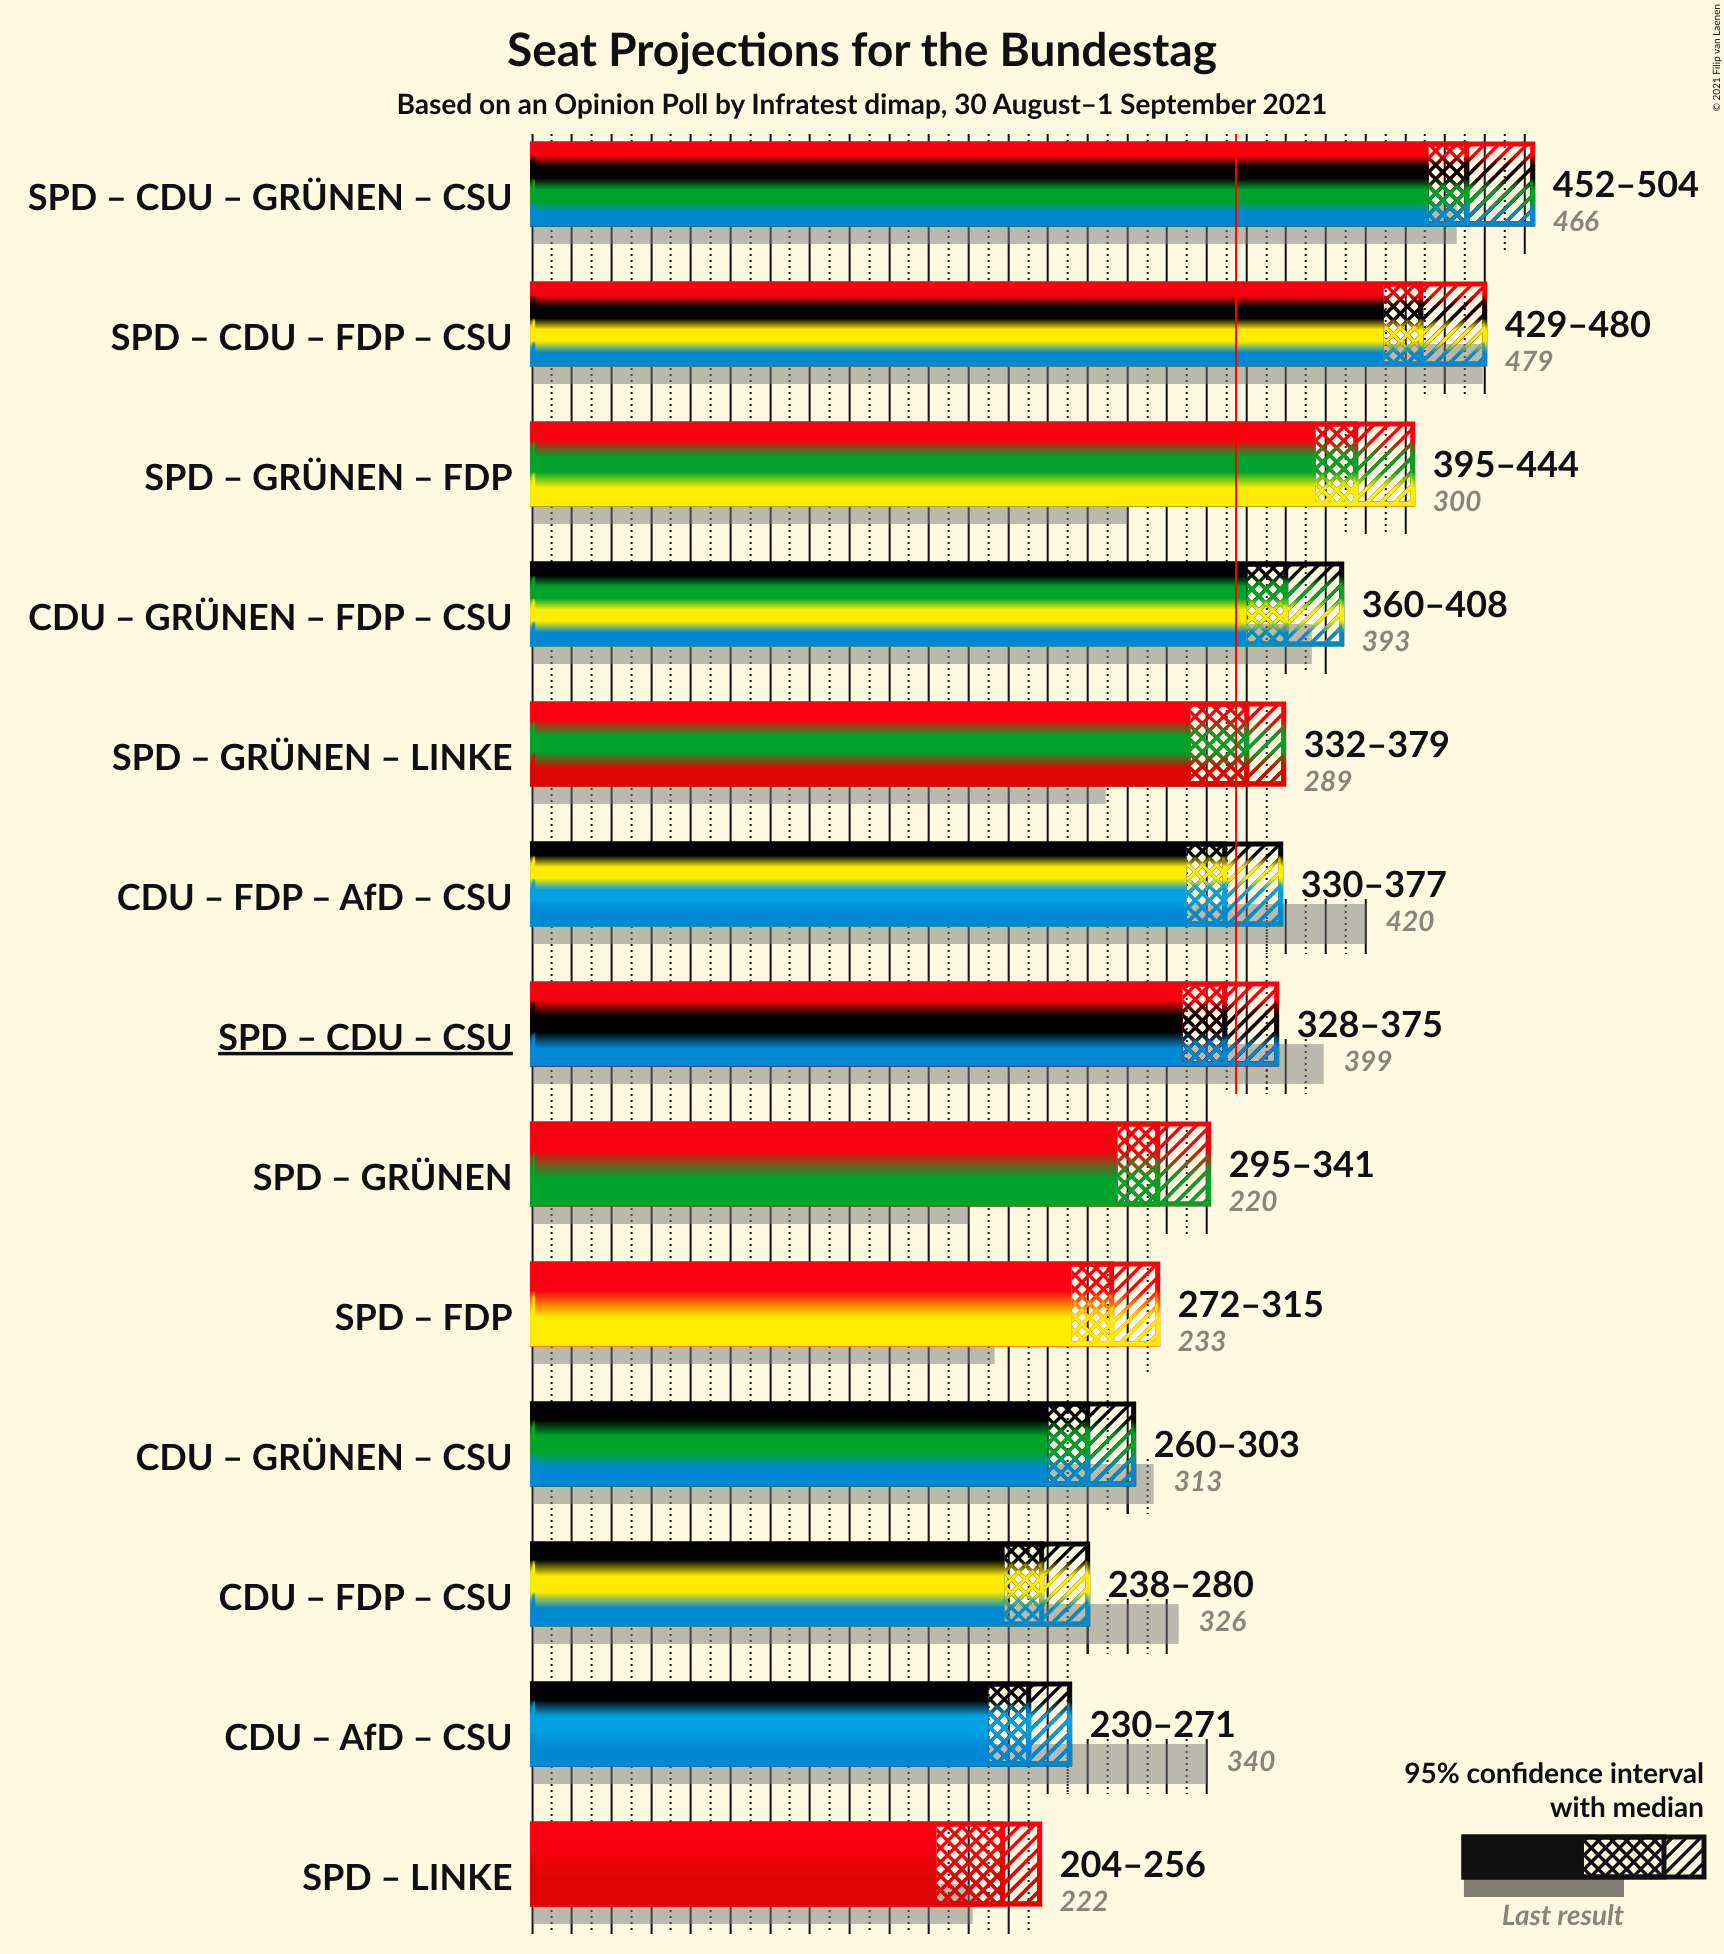 Seat Projections for the Bundestag
Based on an Opinion Poll by Infratest dimap, 30 August–1 September 2021
© 2021 Filip van Laenen
SPD – CDU – GRÜNEN – CSU
452–504
466
SPD – CDU – FDP – CSU
429–480
479
SPD – GRÜNEN – FDP
395–444
300
CDU – GRÜNEN – FDP – CSU
360–408
393
SPD – GRÜNEN – LINKE
332–379
289
CDU – FDP – AfD – CSU
330–377
420
SPD – CDU – CSU
328–375
399
SPD – GRÜNEN
295–341
220
SPD – FDP
272–315
233
CDU – GRÜNEN – CSU
260–303
313
CDU – FDP – CSU
238–280
326
CDU – AfD – CSU
230–271
340
SPD – LINKE
204–256
222
95% confidence interval
with median
Last result